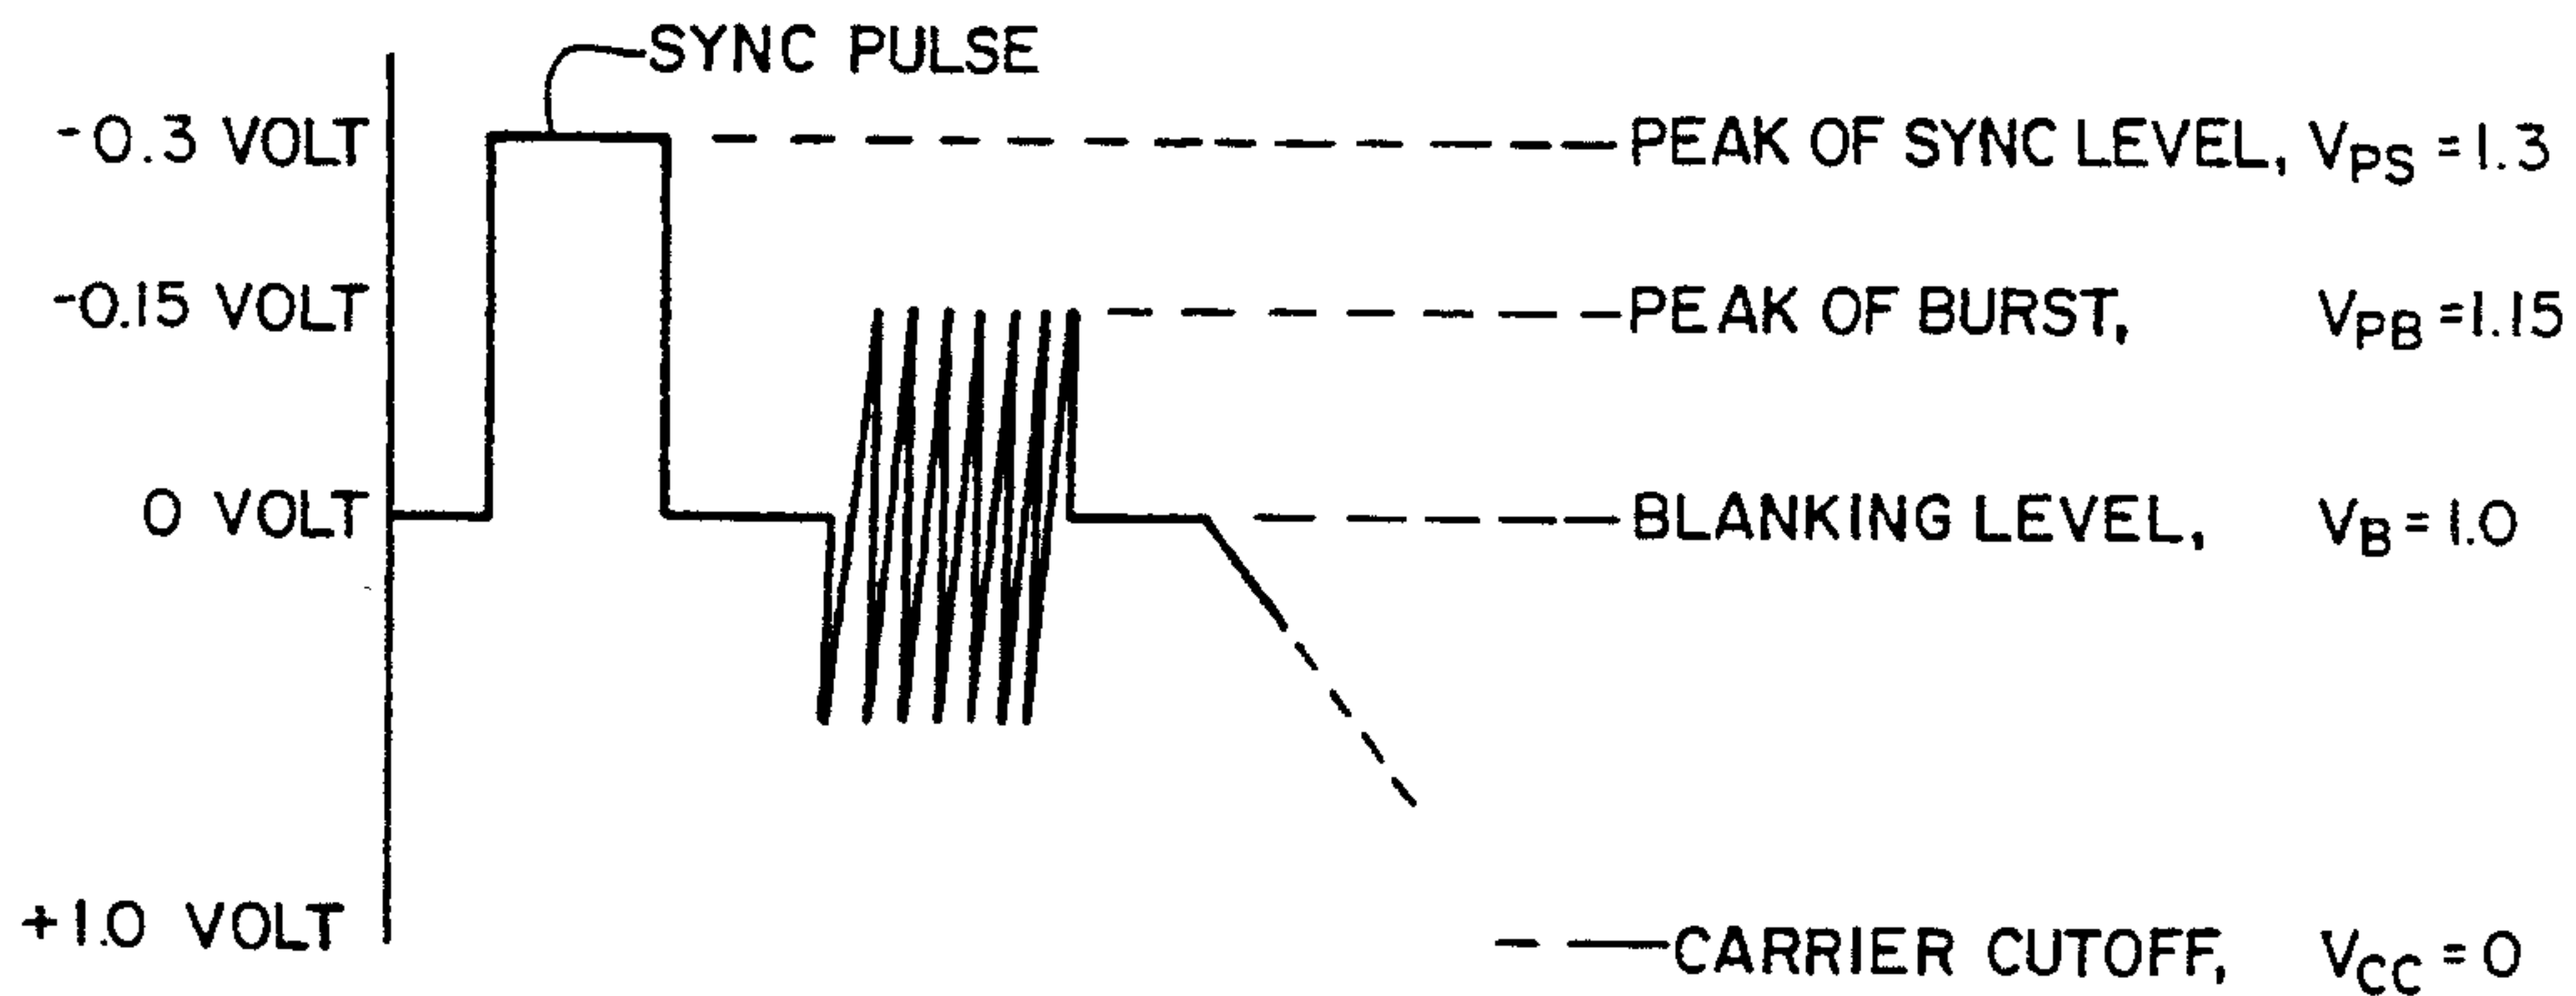 SYNC PULSE
-0.3 VOLT PEAK OF SYNC LEVEL, VPS = 1.3
-0.15 VOLT PEAK OF BURST, VPB = 1.15
0 VOLT BLANKING LEVEL, VB = 1.0
+1.0 VOLT CARRIER CUTOFF, VCC = 0